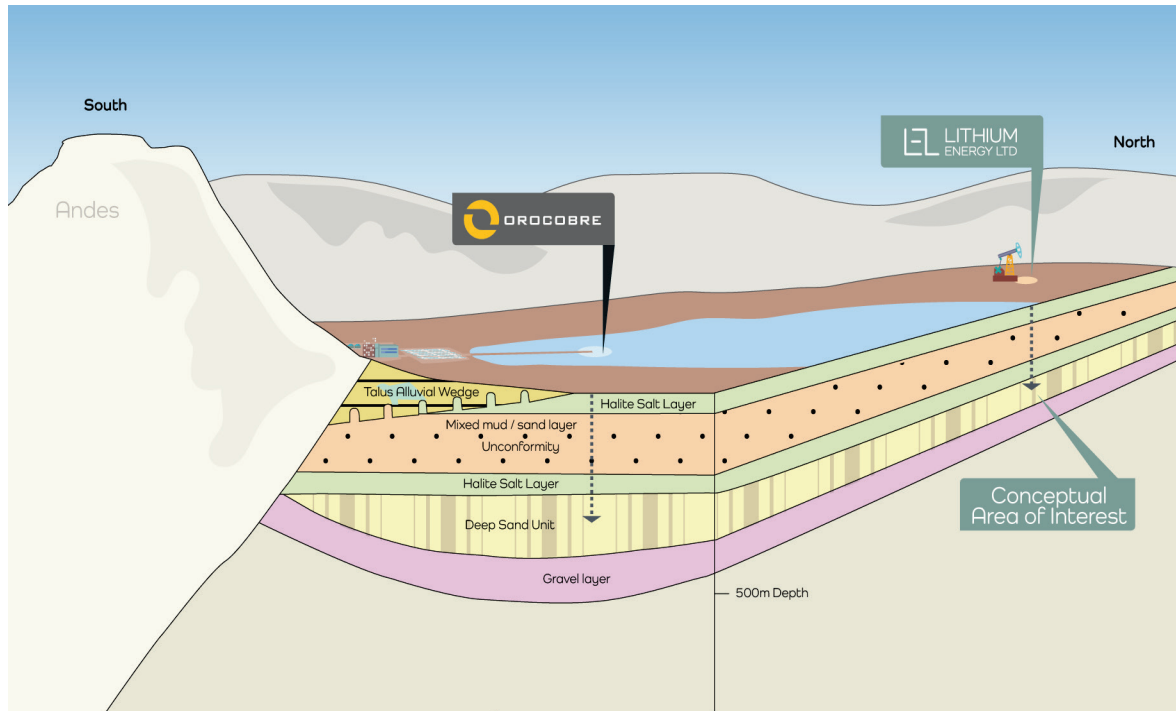 South
North
LEL LITHIUM
ENERGY LTD
Andes
OROCOBRE
Talus Alluvial Wedge
Halite Salt Layer
Mixed mud / sand layer
Unconformity
Halite Salt Layer
Conceptual
Area of Interest
Deep Sand Unit
Gravel layer
500m Depth